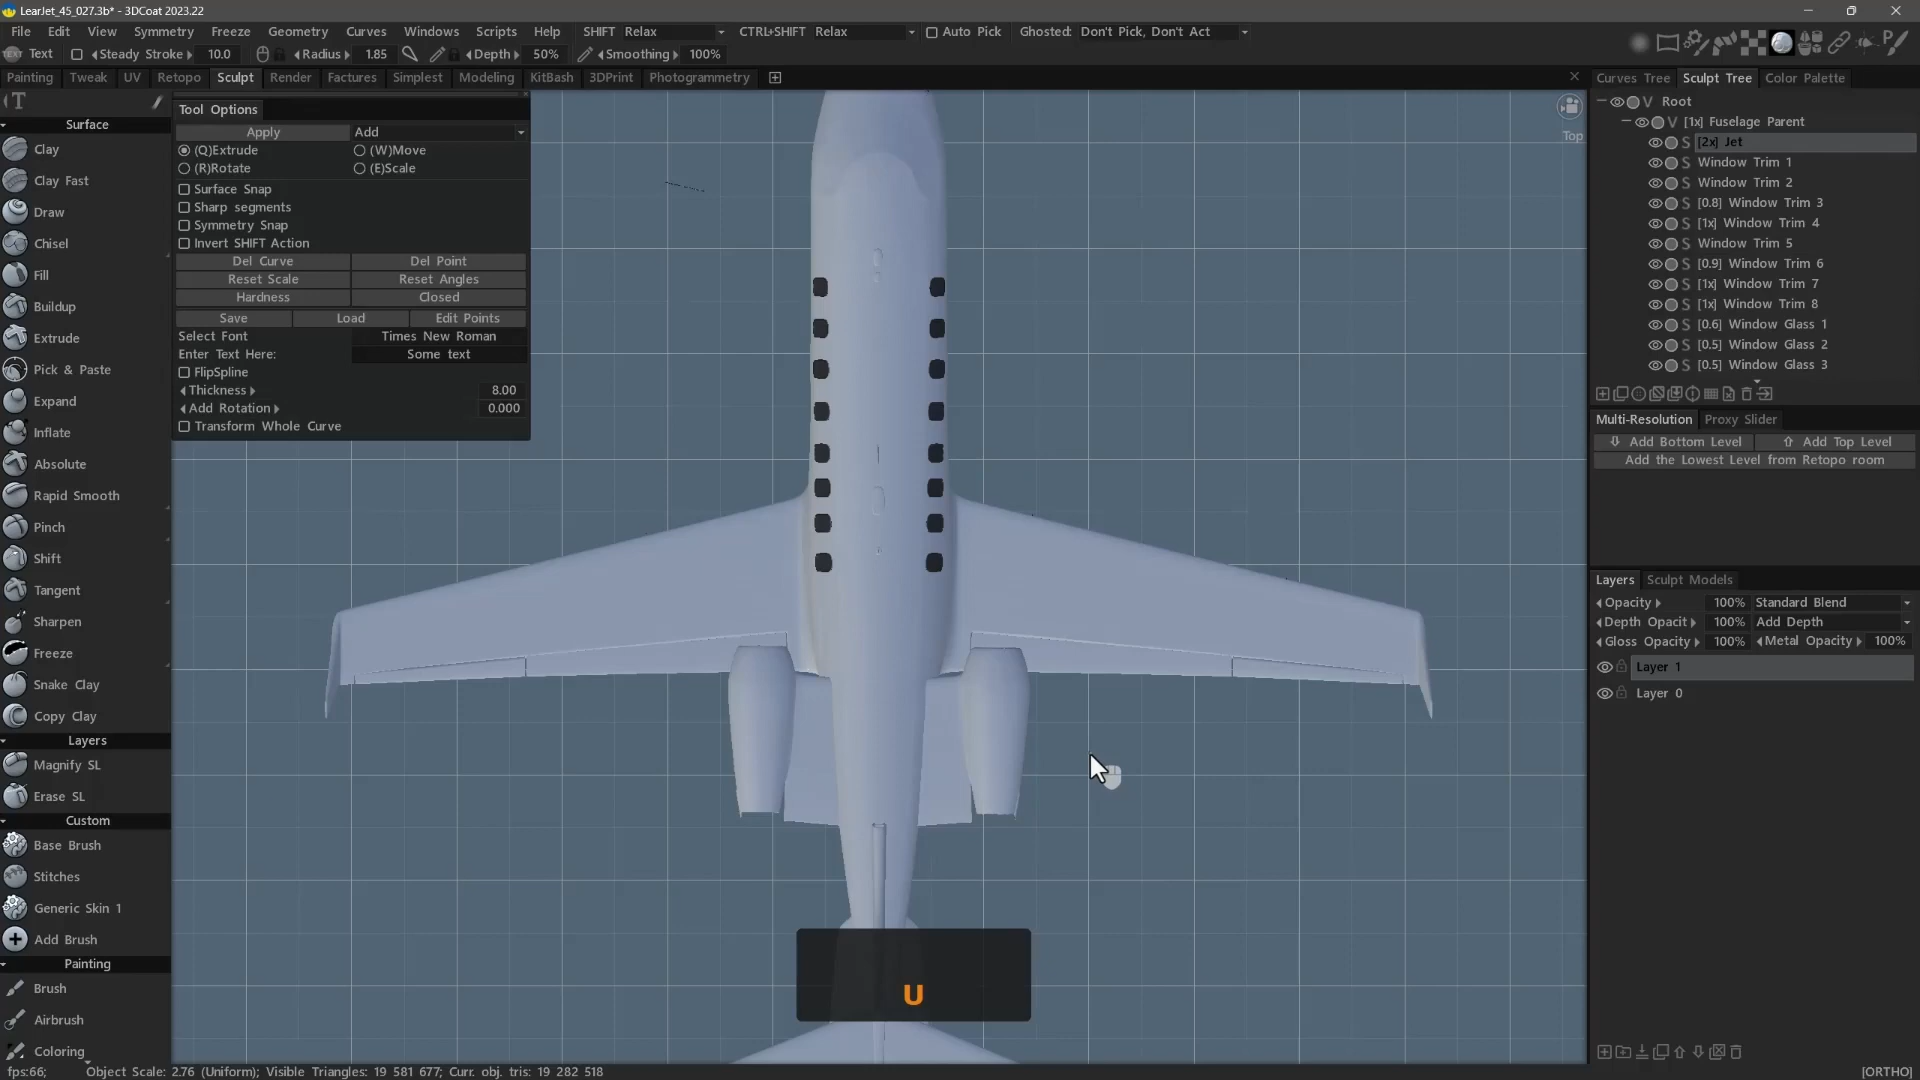 LearJet_45_027.3b* - 3DCoat 2023.22
File Edit View Symmetry Freeze Geometry Curves Windows Scripts Help SHIFT Relax CTRL+SHIFT Relax Auto Pick Ghosted: Don't Pick, Don't Act
Text Steady Stroke 10.0 Radius 1.85 Depth 50% Smoothing 100%
Painting Tweak UV Retopo Sculpt Render Factures Simplest Modeling KitBash 3DPrint Photogrammetry
Surface
Clay
Clay Fast
Draw
Chisel
Fill
Buildup
Extrude
Pick & Paste
Expand
Inflate
Absolute
Rapid Smooth
Pinch
Shift
Tangent
Sharpen
Freeze
Snake Clay
Copy Clay
Layers
Magnify SL
Erase SL
Custom
Base Brush
Stitches
Generic Skin 1
Add Brush
Painting
Brush
Airbrush
Coloring
Tool Options
Apply Add
(Q)Extrude (W)Move
(R)Rotate (E)Scale
Surface Snap
Sharp segments
Symmetry Snap
Invert SHIFT Action
Del Curve Del Point
Reset Scale Reset Angles
Hardness Closed
Save Load Edit Points
Select Font Times New Roman
Enter Text Here: Some text
FlipSpline
Thickness 8.00
Add Rotation 0.000
Transform Whole Curve
Top
U
Curves Tree Sculpt Tree Color Palette
V Root
V [1x] Fuselage Parent
S [2x] Jet
S Window Trim 1
S Window Trim 2
S [0.8] Window Trim 3
S [1x] Window Trim 4
S Window Trim 5
S [0.9] Window Trim 6
S [1x] Window Trim 7
S [1x] Window Trim 8
S [0.6] Window Glass 1
S [0.5] Window Glass 2
S [0.5] Window Glass 3
Multi-Resolution Proxy Slider
Add Bottom Level Add Top Level
Add the Lowest Level from Retopo room
Layers Sculpt Models
Opacity 100% Standard Blend
Depth Opacit 100% Add Depth
Gloss Opacity 100% Metal Opacity 100%
Layer 1
Layer 0
fps:66; Object Scale: 2.76 (Uniform); Visible Triangles: 19 581 677; Curr. obj. tris: 19 282 518 [ORTHO]